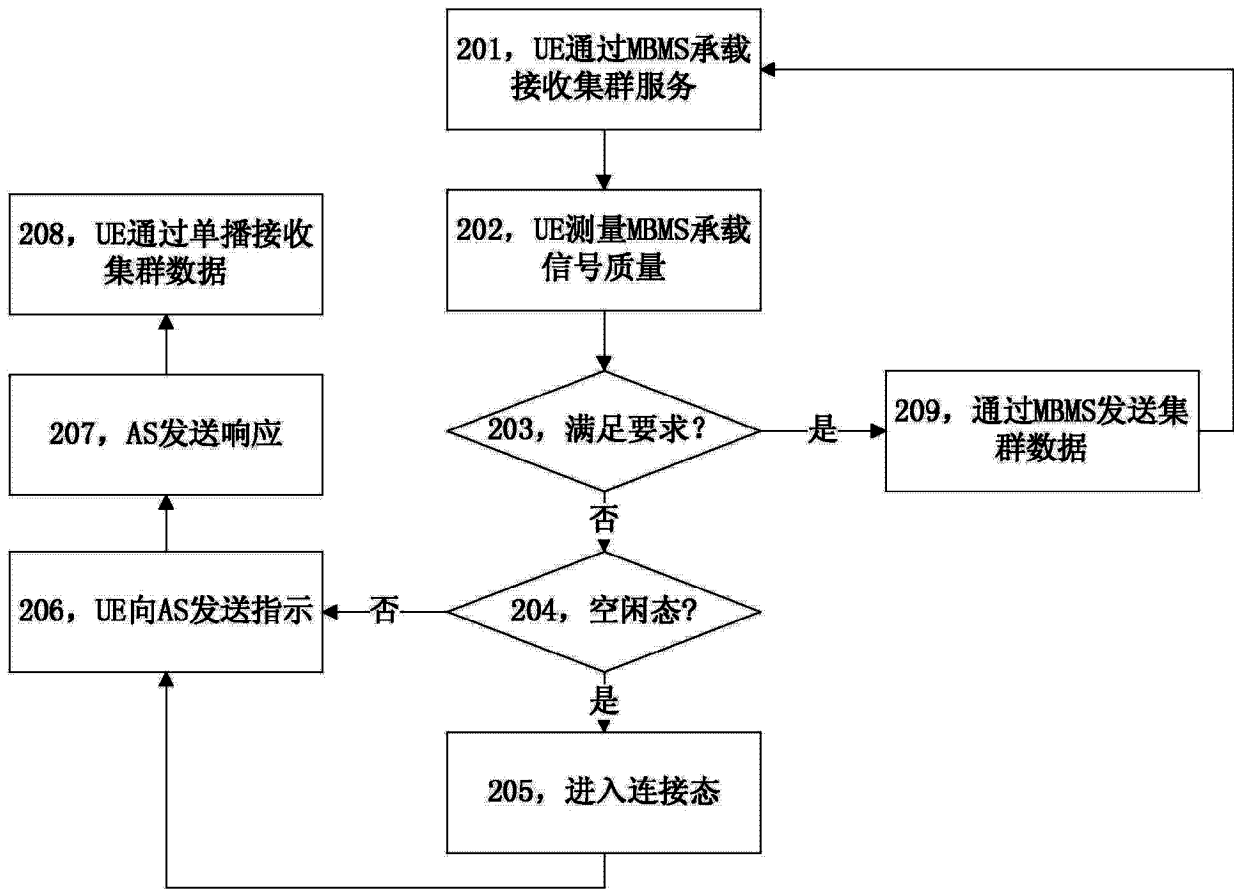 201，UE通过MBMS承载
接收集群服务
202，UE测量MBMS承载
信号质量
203，满足要求?
是
209，通过MBMS发送集
群数据
否
204，空闲态?
否
是
205，进入连接态
206，UE向AS发送指示
207，AS发送响应
208，UE通过单播接收
集群数据